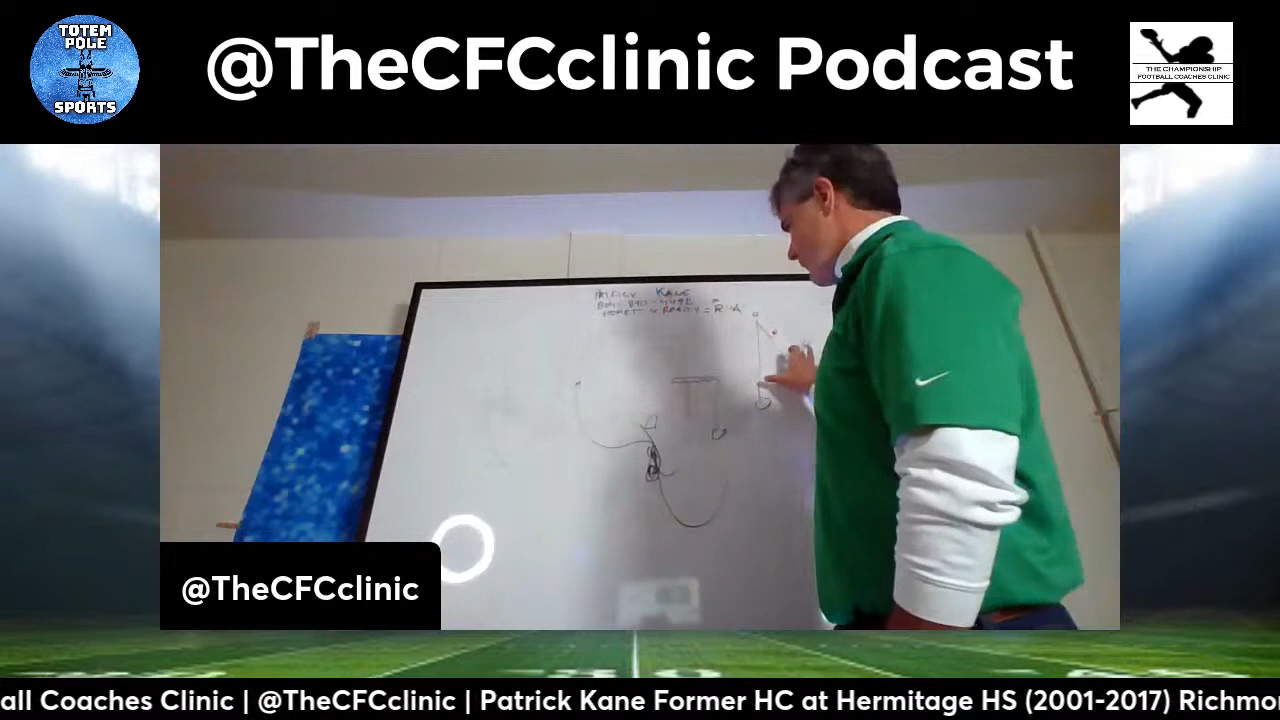 TOTEM
POLE
SPORTS
@TheCFCclinic Podcast
THE CHAMPIONSHIP
FOOTBALL COACHES CLINIC
PATRICK KANE
@TheCFCclinic
all Coaches Clinic | @TheCFCclinic | Patrick Kane Former HC at Hermitage HS (2001-2017) Richmo